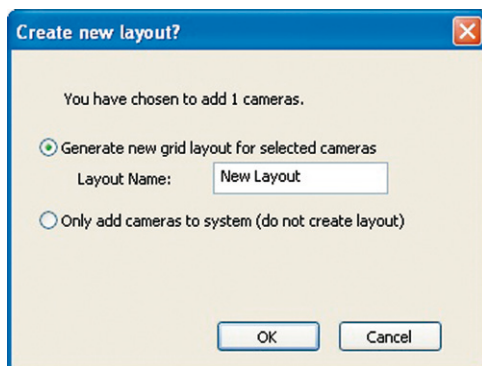 Create new layout?
You have chosen to add 1 cameras.
Generate new grid layout for selected cameras
Layout Name: New Layout
Only add cameras to system (do not create layout)
OK Cancel